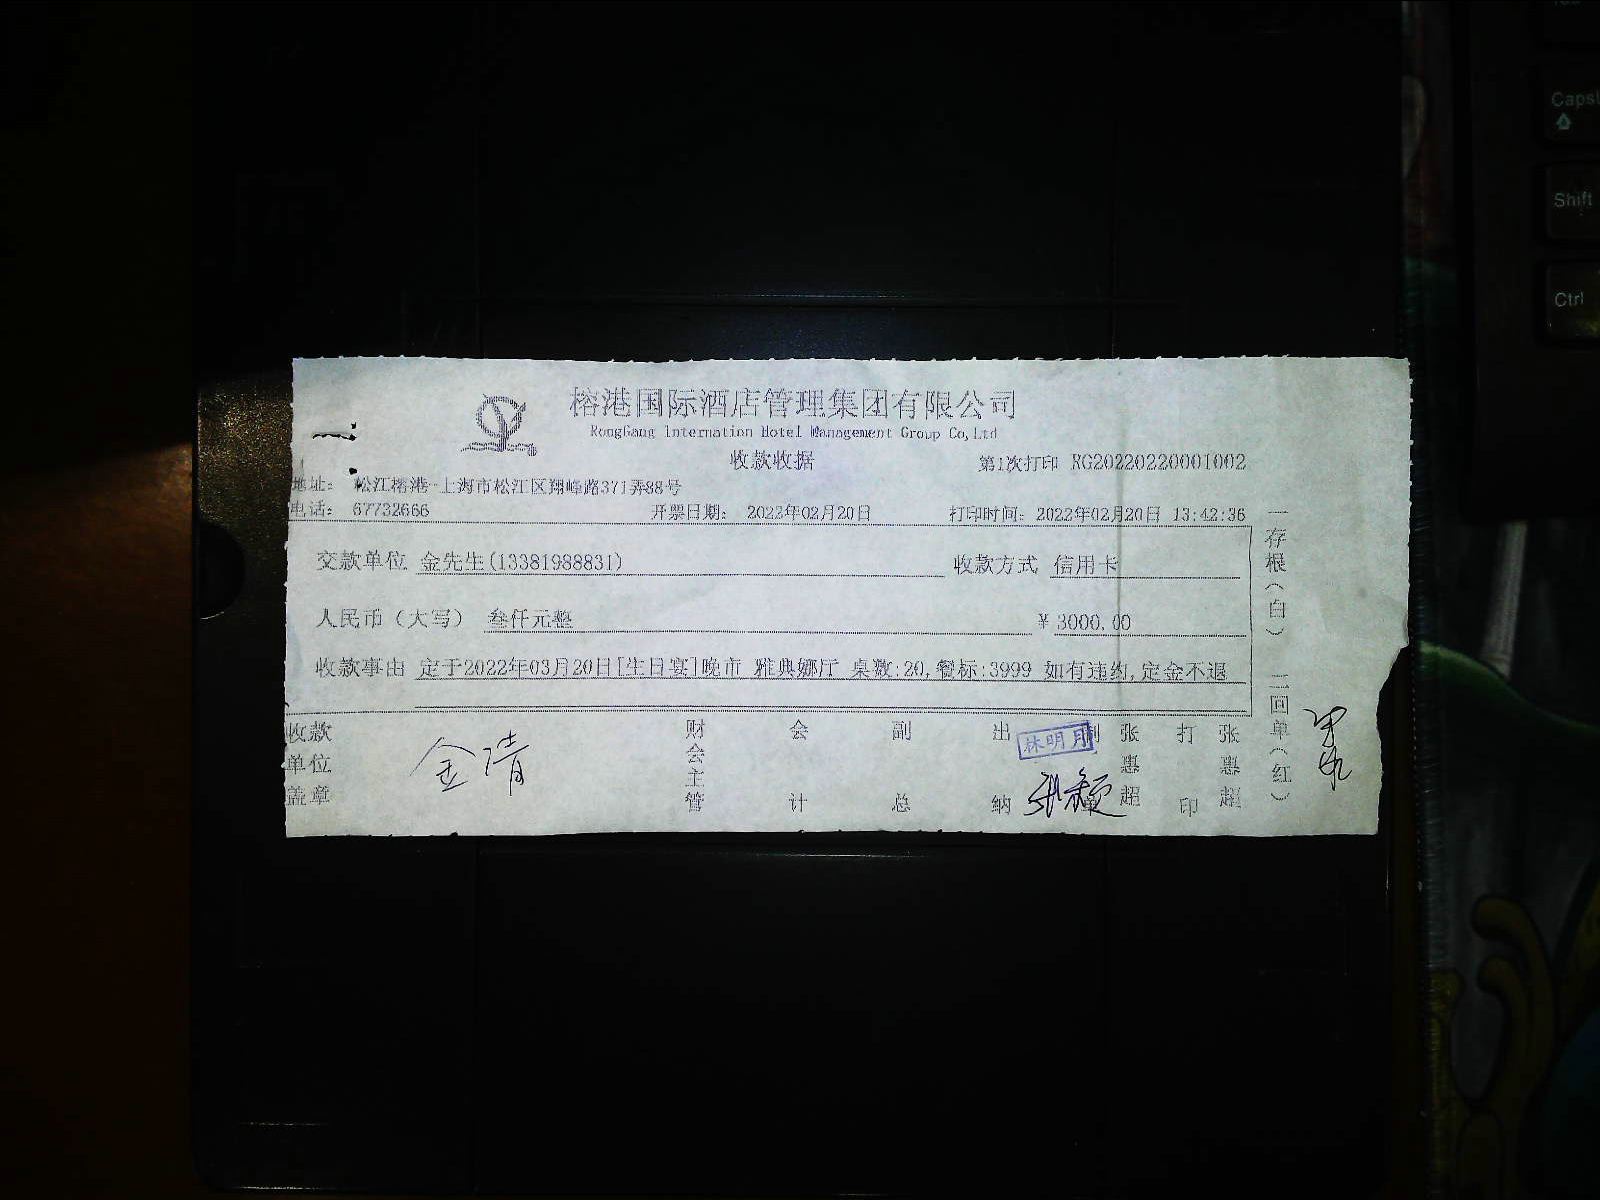 榕港国际酒店管理集团有限公司
RongGang Internation Hotel Management Group Co,Ltd
收款收据
第1次打印 RG20220220001002
地址： 松江榕港--上海市松江区翔峰路371弄88号
电话： 67732666 开票日期： 2022年02月20日 打印时间：2022年02月20日 13:42:36
交款单位 金先生(13381988831) 收款方式 信用卡
人民币（大写） 叁仟元整 ￥3000.00
收款事由 定于2022年03月20日[生日宴]晚市 雅典娜厅 桌数:20,餐标:3999 如有违约,定金不退
收款单位盖章
金清
财会主管
会计
副总
出纳
林明月
制
张惠超
打印
张惠超
一存根（白） 二回单（红）
Caps
Shift
Ctrl